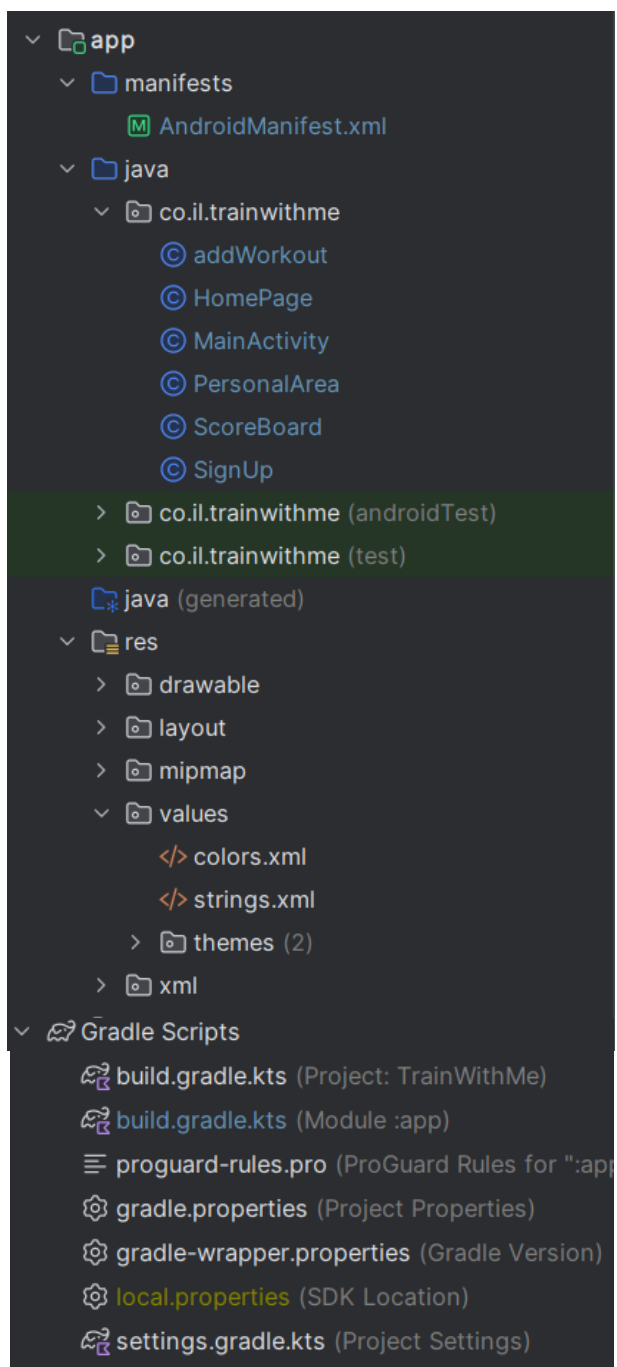 app
manifests
AndroidManifest.xml
java
co.il.trainwithme
addWorkout
HomePage
MainActivity
PersonalArea
ScoreBoard
SignUp
co.il.trainwithme (androidTest)
co.il.trainwithme (test)
java (generated)
res
drawable
layout
mipmap
values
colors.xml
strings.xml
themes (2)
xml
Gradle Scripts
build.gradle.kts (Project: TrainWithMe)
build.gradle.kts (Module :app)
proguard-rules.pro (ProGuard Rules for ":app
gradle.properties (Project Properties)
gradle-wrapper.properties (Gradle Version)
local.properties (SDK Location)
settings.gradle.kts (Project Settings)